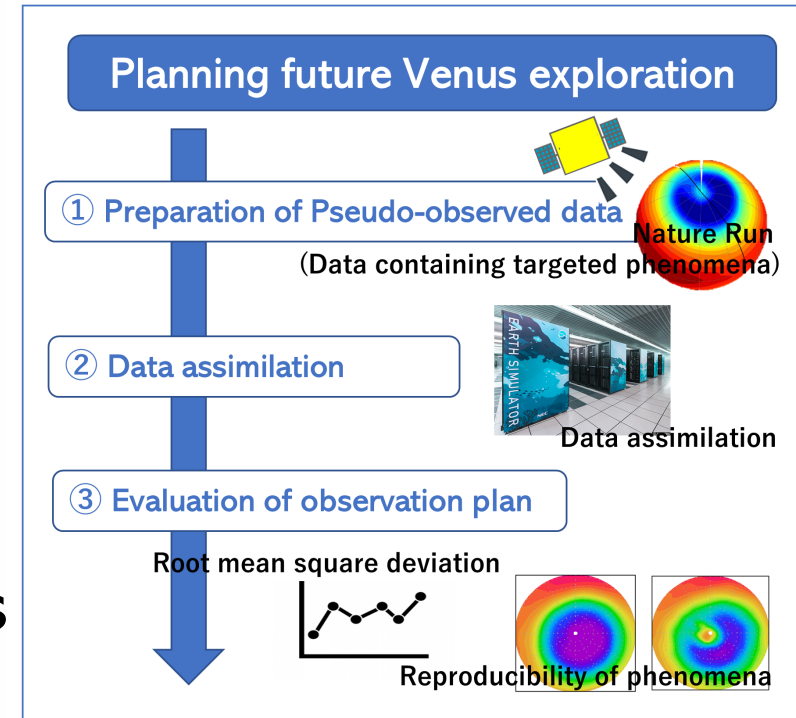 Planning future Venus exploration
① Preparation of Pseudo-observed data
Nature Run
(Data containing targeted phenomena)
② Data assimilation
EARTH SIMULATOR
Data assimilation
③ Evaluation of observation plan
Root mean square deviation
s
Reproducibility of phenomena